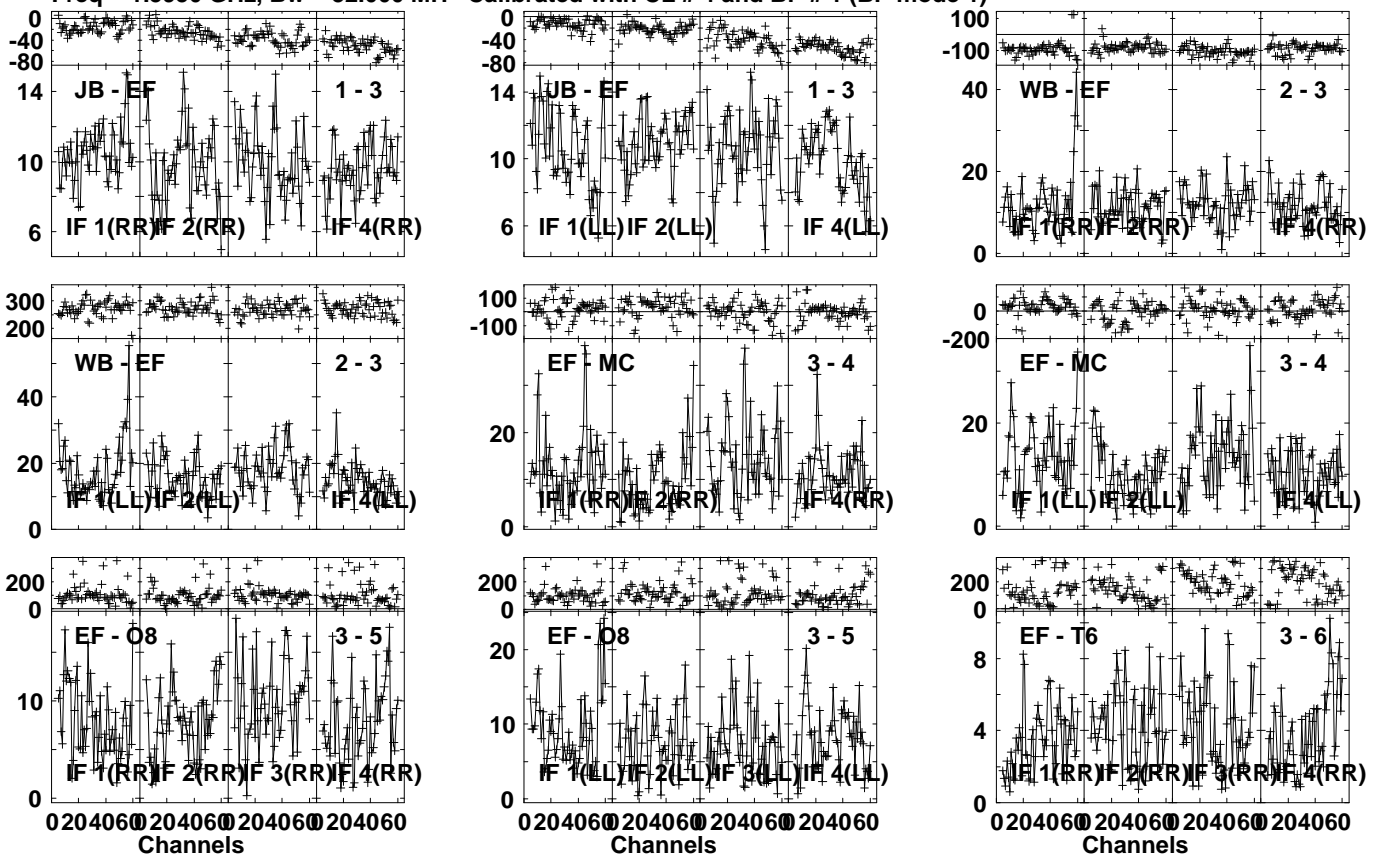 Calibrated with CL # 4 and BP # 1 (BP mode 1)
0
-40
-80
JB - EF 1 - 3
14
10
6
IF 1(RR) IF 2(RR) IF 4(RR)
0
-40
-80
JB - EF 1 - 3
14
10
6
IF 1(LL) IF 2(LL) IF 4(LL)
100
-100
WB - EF 2 - 3
40
20
0
IF 1(RR) IF 2(RR) IF 4(RR)
300
200
WB - EF 2 - 3
40
20
0
IF 1(LL) IF 2(LL) IF 4(LL)
100
-100
EF - MC 3 - 4
20
0
IF 1(RR) IF 2(RR) IF 4(RR)
0
-200
EF - MC 3 - 4
20
0
IF 1(LL) IF 2(LL) IF 4(LL)
200
0
EF - O8 3 - 5
10
0
IF 1(RR) IF 2(RR) IF 3(RR) IF 4(RR)
0 20 40 60 0 20 40 60 0 20 40 60 0 20 40 60
Channels
200
0
EF - O8 3 - 5
20
10
0
IF 1(LL) IF 2(LL) IF 3(LL) IF 4(LL)
0 20 40 60 0 20 40 60 0 20 40 60 0 20 40 60
Channels
200
0
EF - T6 3 - 6
8
4
0
IF 1(RR) IF 2(RR) IF 3(RR) IF 4(RR)
0 20 40 60 0 20 40 60 0 20 40 60 0 20 40 60
Channels